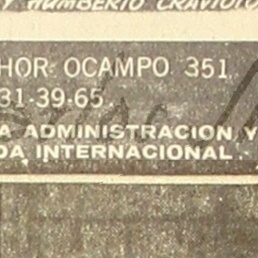 Y HUMBERTO CRAVIOTO
HOR OCAMPO 351
31-39-65.
A ADMINISTRACION Y
DA INTERNACIONAL.